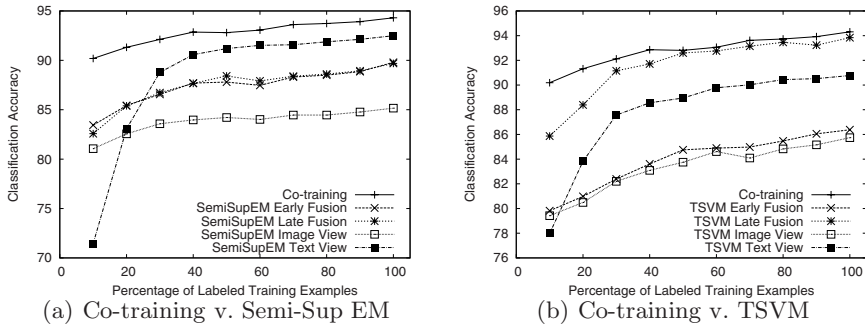 95
90
85
80
75
70
0 20 40 60 80 100
Classification Accuracy
Percentage of Labeled Training Examples
Co-training
SemiSupEM Early Fusion
SemiSupEM Late Fusion
SemiSupEM Image View
SemiSupEM Text View
(a) Co-training v. Semi-Sup EM
96
94
92
90
88
86
84
82
80
78
76
0 20 40 60 80 100
Classification Accuracy
Percentage of Labeled Training Examples
Co-training
TSVM Early Fusion
TSVM Late Fusion
TSVM Image View
TSVM Text View
(b) Co-training v. TSVM